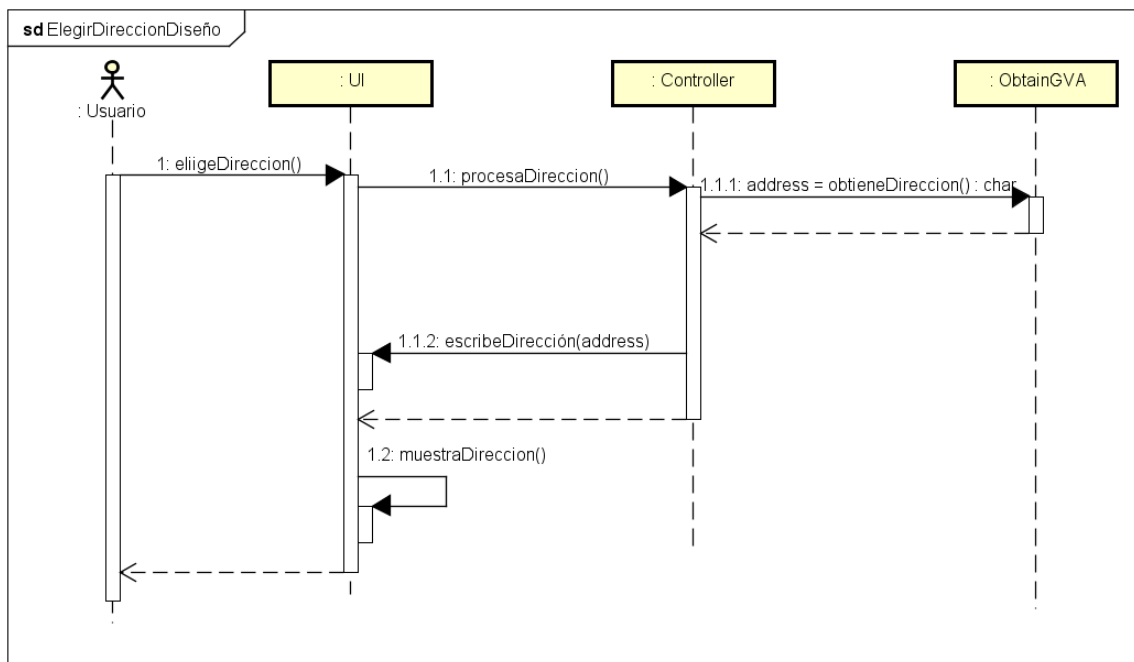 sd ElegirDireccionDiseño
: Usuario
: UI
: Controller
: ObtainGVA
1: eliigeDireccion()
1.1: procesaDireccion()
1.1.1: address = obtieneDireccion() : char
1.1.2: escribeDirección(address)
1.2: muestraDireccion()